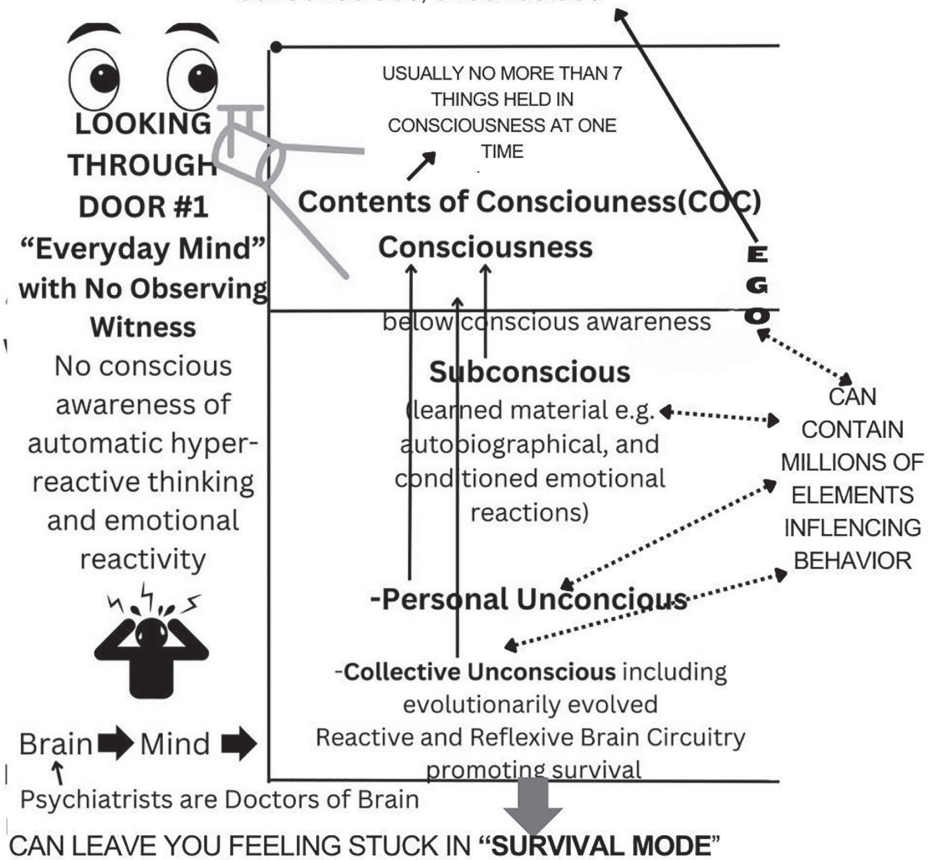 LOOKING
THROUGH
DOOR #1
“Everyday Mind”
with No Observing
Witness
No conscious
awareness of
automatic hyper-
reactive thinking
and emotional
reactivity
Brain Mind
Psychiatrists are Doctors of Brain
USUALLY NO MORE THAN 7
THINGS HELD IN
CONSCIOUSNESS AT ONE
TIME
Contents of Consciouness(COC)
Consciousness
E
G
O
below conscious awareness
Subconscious
(learned material e.g.
autobiographical, and
conditioned emotional
reactions)
-Personal Unconcious
-Collective Unconscious including
evolutionarily evolved
Reactive and Reflexive Brain Circuitry
promoting survival
CAN
CONTAIN
MILLIONS OF
ELEMENTS
INFLENCING
BEHAVIOR
CAN LEAVE YOU FEELING STUCK IN “SURVIVAL MODE”